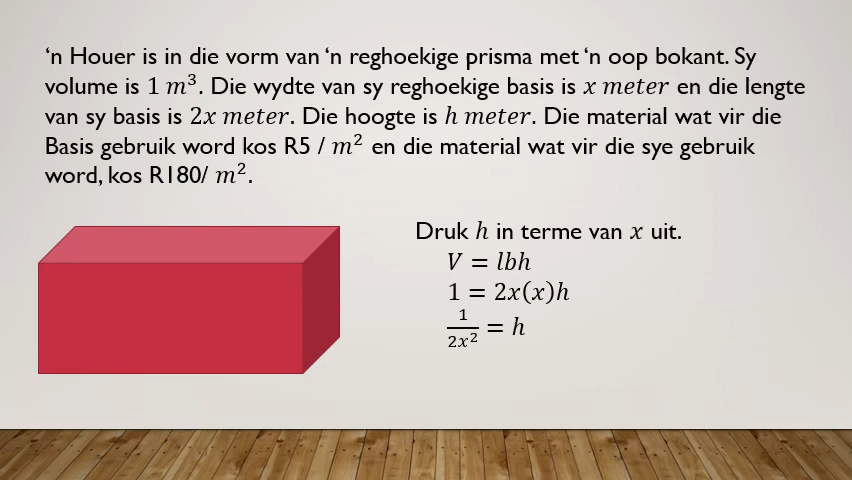 ‘n Houer is in die vorm van ‘n reghoekige prisma met ‘n oop bokant. Sy
volume is 1 m³. Die wydte van sy reghoekige basis is x meter en die lengte
van sy basis is 2x meter. Die hoogte is h meter. Die material wat vir die
Basis gebruik word kos R5 / m² en die material wat vir die sye gebruik
word, kos R180/ m².
Druk h in terme van x uit.
V = lbh
1 = 2x(x)h
1/2x² = h